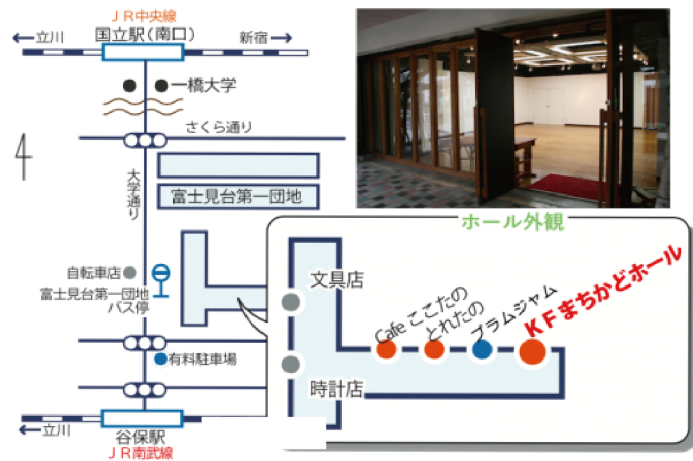 JR中央線
立川
国立駅(南口)
新宿
一橋大学
さくら通り
大学通り
富士見台第一団地
自転車店
富士見台第一団地
バス停
有料駐車場
立川
谷保駅
JR南武線
ホール外観
文具店
時計店
Cafe ここたの
とれたの
プラムジャム
KFまちかどホール